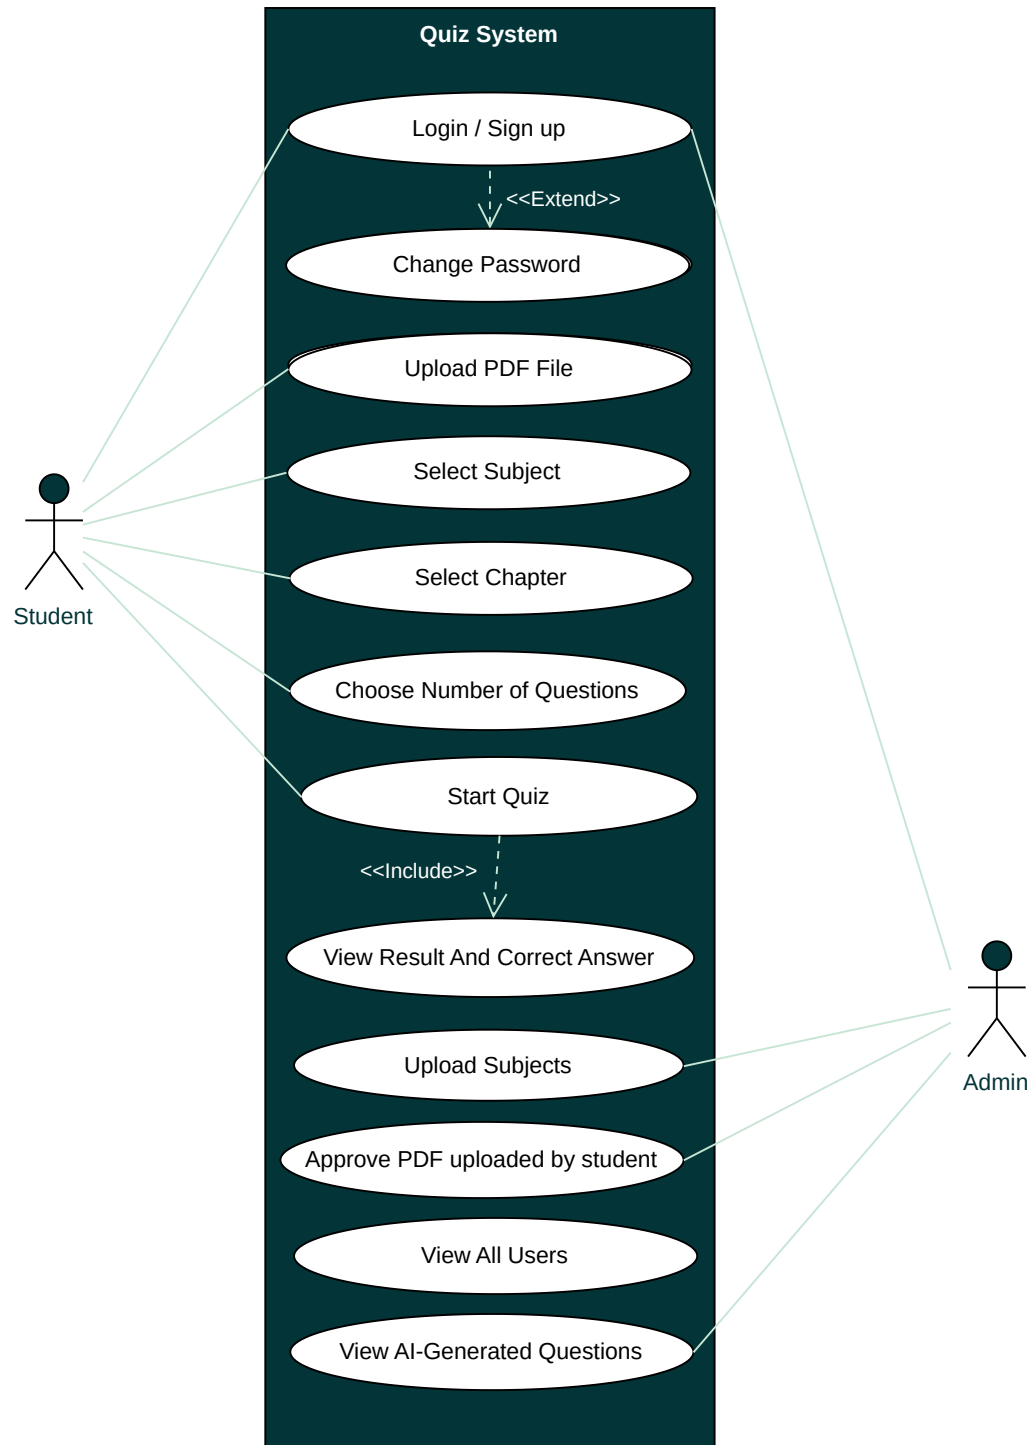 Quiz System
Login / Sign up
<<Extend>>
Change Password
Upload PDF File
Select Subject
Select Chapter
Student
Choose Number of Questions
Start Quiz
<<Include>>
View Result And Correct Answer
Upload Subjects
Admin
Approve PDF uploaded by student
View All Users
View AI-Generated Questions